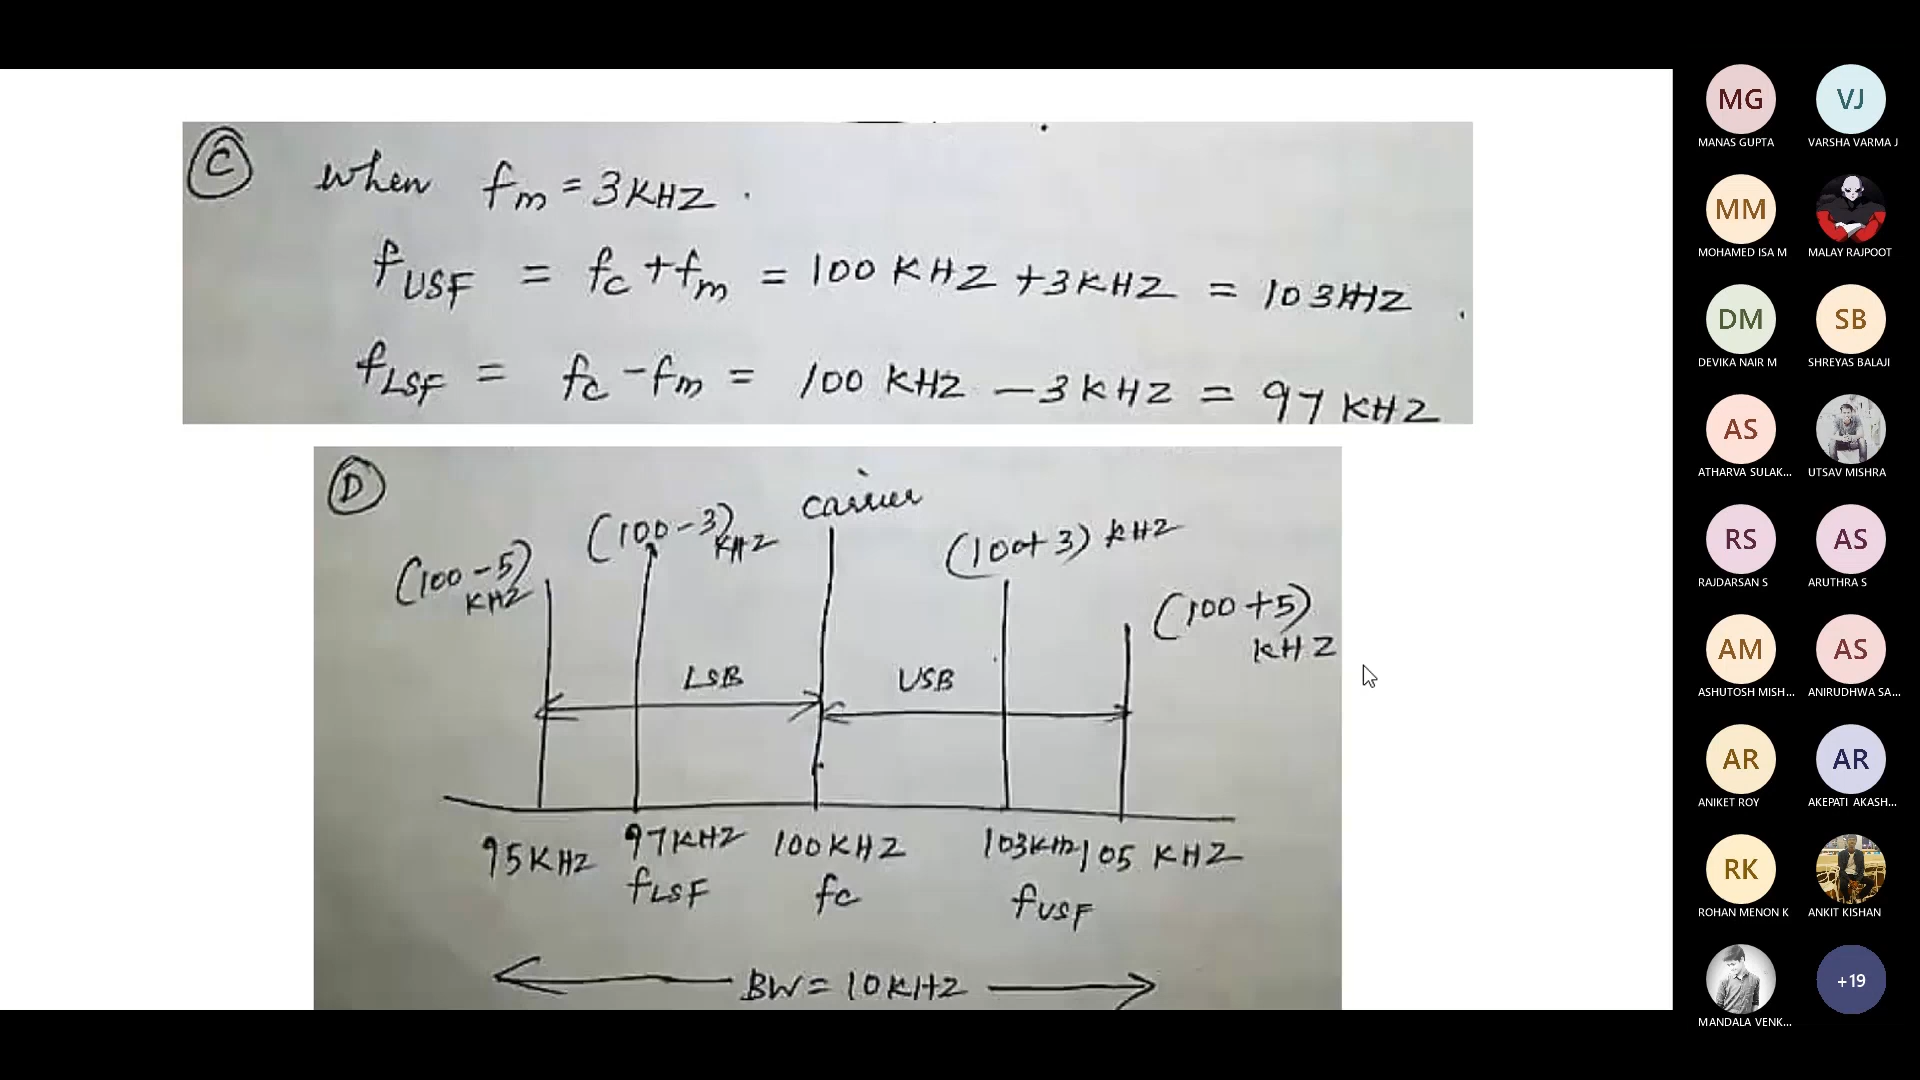 C when fm = 3KHZ .
fUSF = fc + fm = 100 KHZ + 3KHZ = 103HHZ .
fLSF = fc - fm = 100 KHZ - 3KHZ = 97 KHZ
D
(100-5) KHZ
(100-3) KHZ
carrier
(100+3) KHZ
(100+5) KHZ
LSB
USB
95KHZ 97KHZ 100KHZ 103KHZ 105 KHZ
fLSF fc fUSF
BW = 10KHZ
MG VJ
MANAS GUPTA VARSHA VARMA J
MM
MOHAMED ISA M MALAY RAJPOOT
DM SB
DEVIKA NAIR M SHREYAS BALAJI
AS
ATHARVA SULAK... UTSAV MISHRA
RS AS
RAJDARSAN S ARUTHRA S
AM AS
ASHUTOSH MISH... ANIRUDHWA SA...
AR AR
ANIKET ROY AKEPATI AKASH...
RK
ROHAN MENON K ANKIT KISHAN
+19
MANDALA VENK...